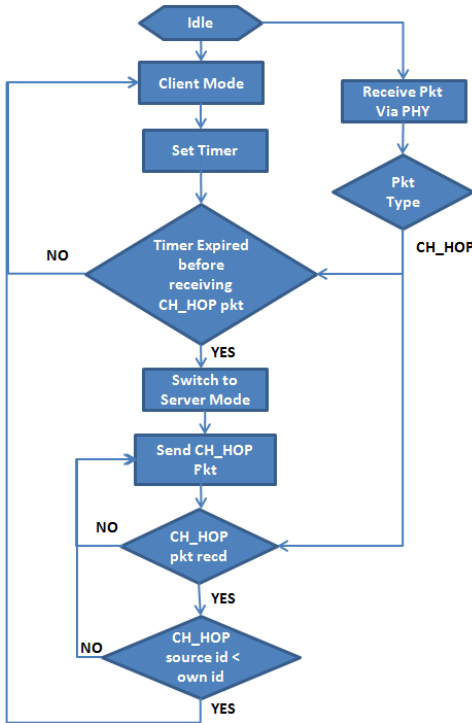 Idle
Client Mode
Receive Pkt
Via PHY
Set Timer
Pkt
Type
Timer Expired
before
receiving
CH_HOP pkt
NO
CH_HOP
YES
Switch to
Server Mode
Send CH_HOP
Pkt
CH_HOP
pkt recd
NO
YES
CH_HOP
source id <
own id
NO
YES